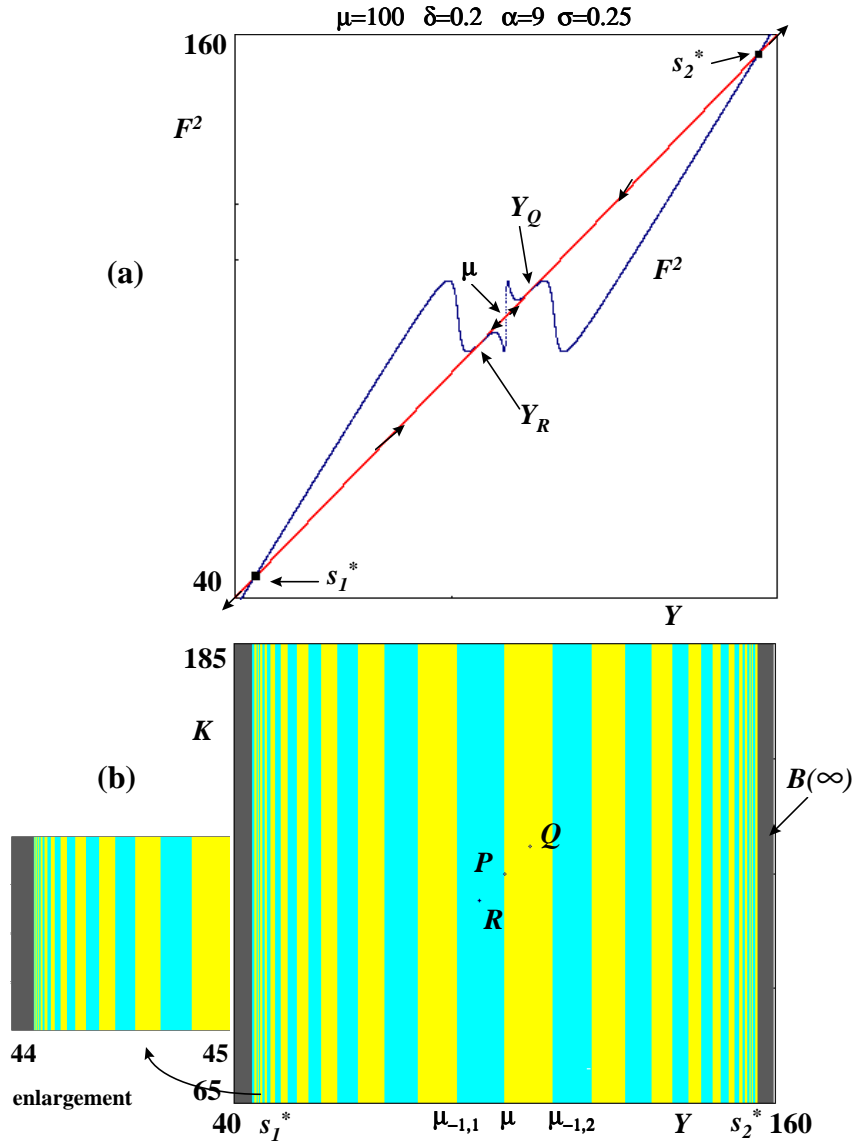 μ=100 δ=0.2 α=9 σ=0.25
160
s₂*
F²
Y_Q
(a)
μ
F²
Y_R
s₁*
40
Y
185
K
(b)
B(∞)
Q
P
R
44
45
enlargement
65
40
s₁*
μ₋₁,₁
μ
μ₋₁,₂
Y
s₂*
160